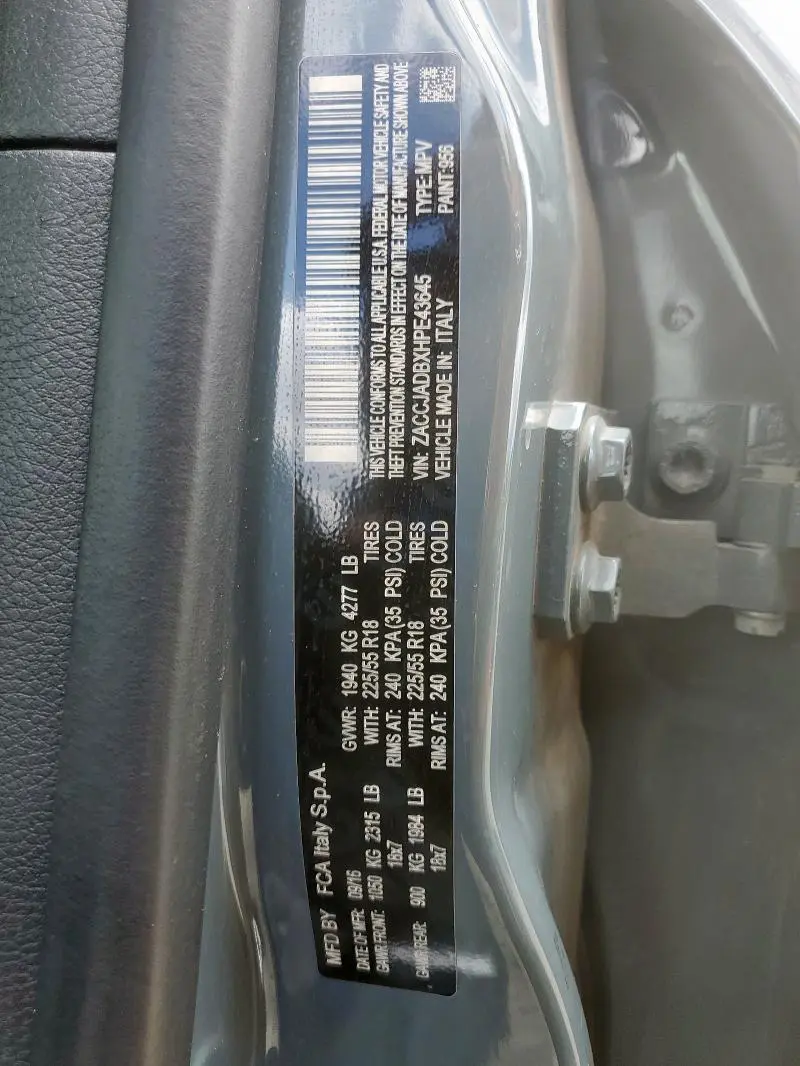 MFD BY FCA Italy S.p.A.
DATE OF MFR: 09/16 GVWR: 1940 KG 4277 LB
GAWR FRONT: 1050 KG 2315 LB WITH: 225/55 R18 TIRES
18x7 RIMS AT: 240 KPA (35 PSI) COLD
GAWR REAR: 900 KG 1984 LB WITH: 225/55 R18 TIRES
18x7 RIMS AT: 240 KPA (35 PSI) COLD
THIS VEHICLE CONFORMS TO ALL APPLICABLE U.S.A. FEDERAL MOTOR VEHICLE SAFETY AND
THEFT PREVENTION STANDARDS IN EFFECT ON THE DATE OF MANUFACTURE SHOWN ABOVE
VIN: ZACCJADBXHPE43645 TYPE: MPV
VEHICLE MADE IN: ITALY PAINT: 956